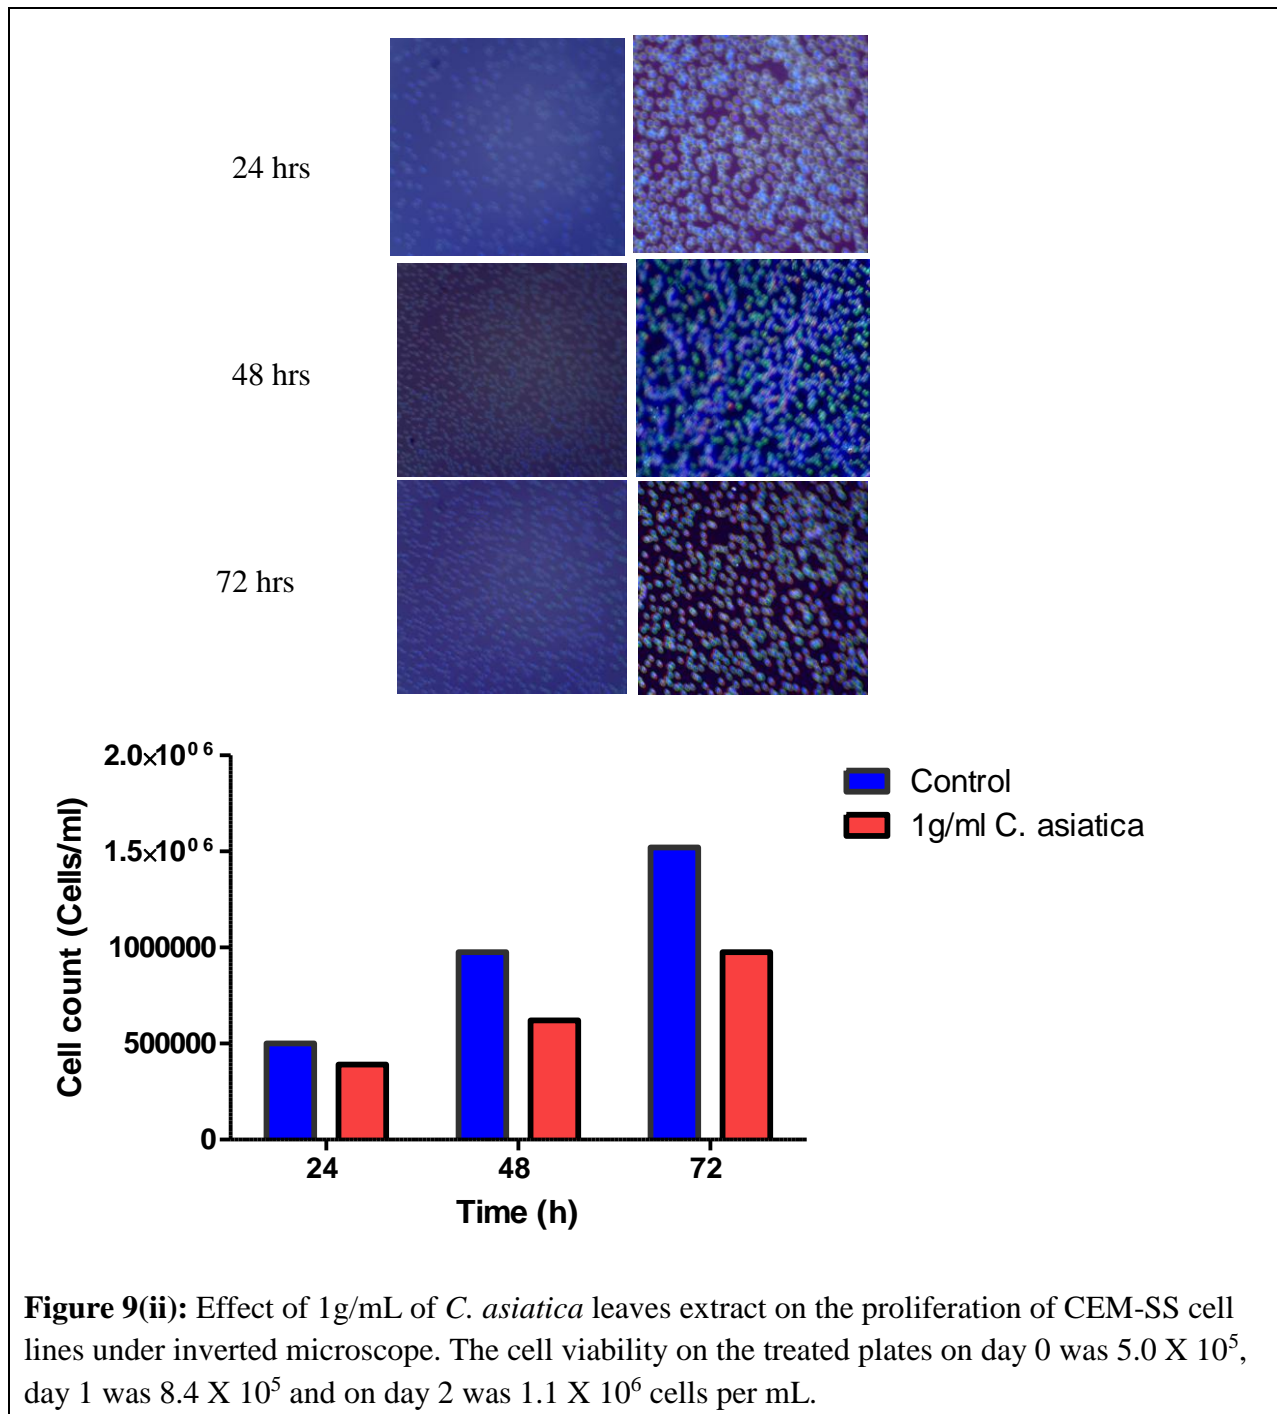 24 hrs
48 hrs
72 hrs
2.0×10⁰⁶
1.5×10⁰⁶
1000000
500000
0
Cell count (Cells/ml)
24 48 72
Time (h)
Control
1g/ml C. asiatica
Figure 9(ii): Effect of 1g/mL of C. asiatica leaves extract on the proliferation of CEM-SS cell
lines under inverted microscope. The cell viability on the treated plates on day 0 was 5.0 X 10⁵,
day 1 was 8.4 X 10⁵ and on day 2 was 1.1 X 10⁶ cells per mL.